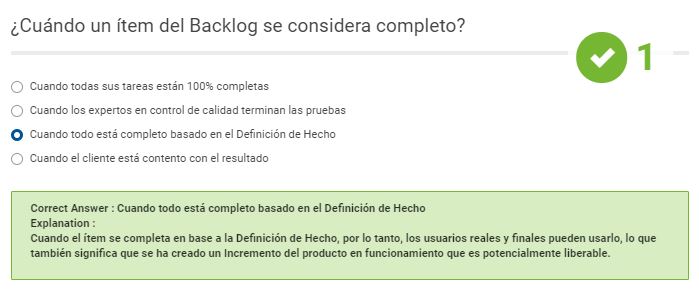 ¿Cuándo un ítem del Backlog se considera completo?
1
Cuando todas sus tareas están 100% completas
Cuando los expertos en control de calidad terminan las pruebas
Cuando todo está completo basado en el Definición de Hecho
Cuando el cliente está contento con el resultado
Correct Answer : Cuando todo está completo basado en el Definición de Hecho
Explanation :
Cuando el ítem se completa en base a la Definición de Hecho, por lo tanto, los usuarios reales y finales pueden usarlo, lo que
también significa que se ha creado un Incremento del producto en funcionamiento que es potencialmente liberable.